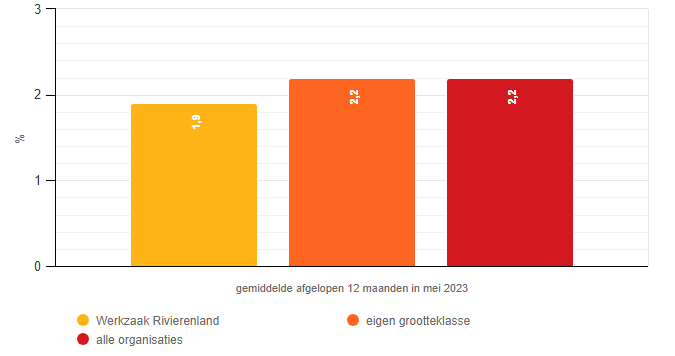 3
2
1
0
%
1,9
2,2
2,2
gemiddelde afgelopen 12 maanden in mei 2023
Werkzaak Rivierenland
eigen grootteklasse
alle organisaties